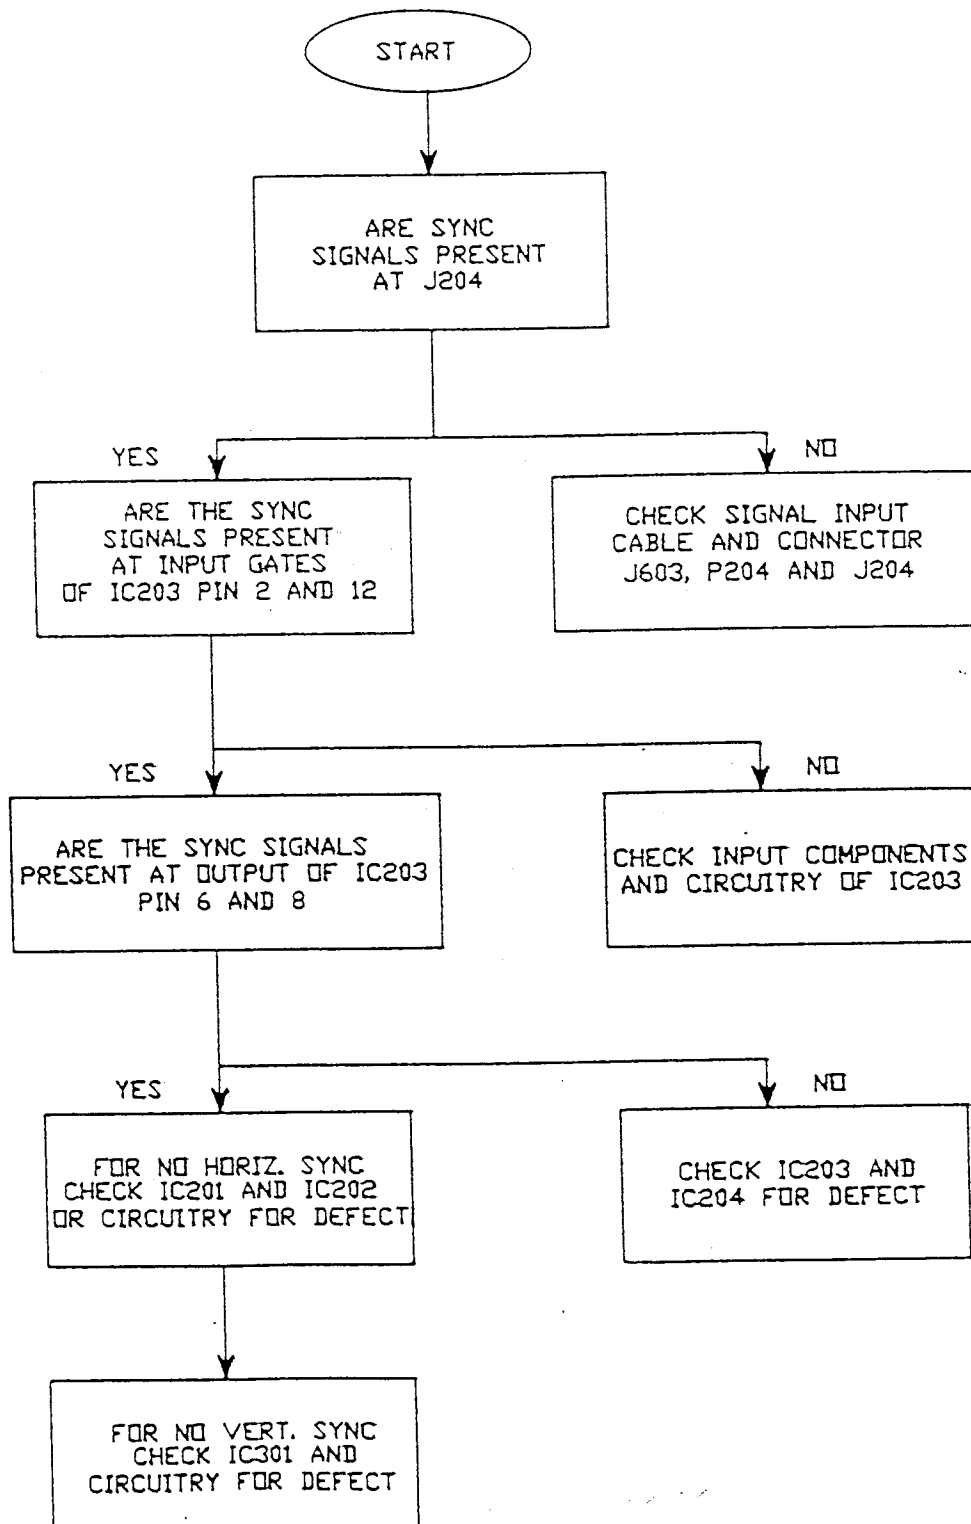 START
ARE SYNC
SIGNALS PRESENT
AT J204
YES
NO
ARE THE SYNC
SIGNALS PRESENT
AT INPUT GATES
OF IC203 PIN 2 AND 12
CHECK SIGNAL INPUT
CABLE AND CONNECTOR
J603, P204 AND J204
YES
NO
ARE THE SYNC SIGNALS
PRESENT AT OUTPUT OF IC203
PIN 6 AND 8
CHECK INPUT COMPONENTS
AND CIRCUITRY OF IC203
YES
NO
FOR NO HORIZ. SYNC
CHECK IC201 AND IC202
OR CIRCUITRY FOR DEFECT
CHECK IC203 AND
IC204 FOR DEFECT
FOR NO VERT. SYNC
CHECK IC301 AND
CIRCUITRY FOR DEFECT